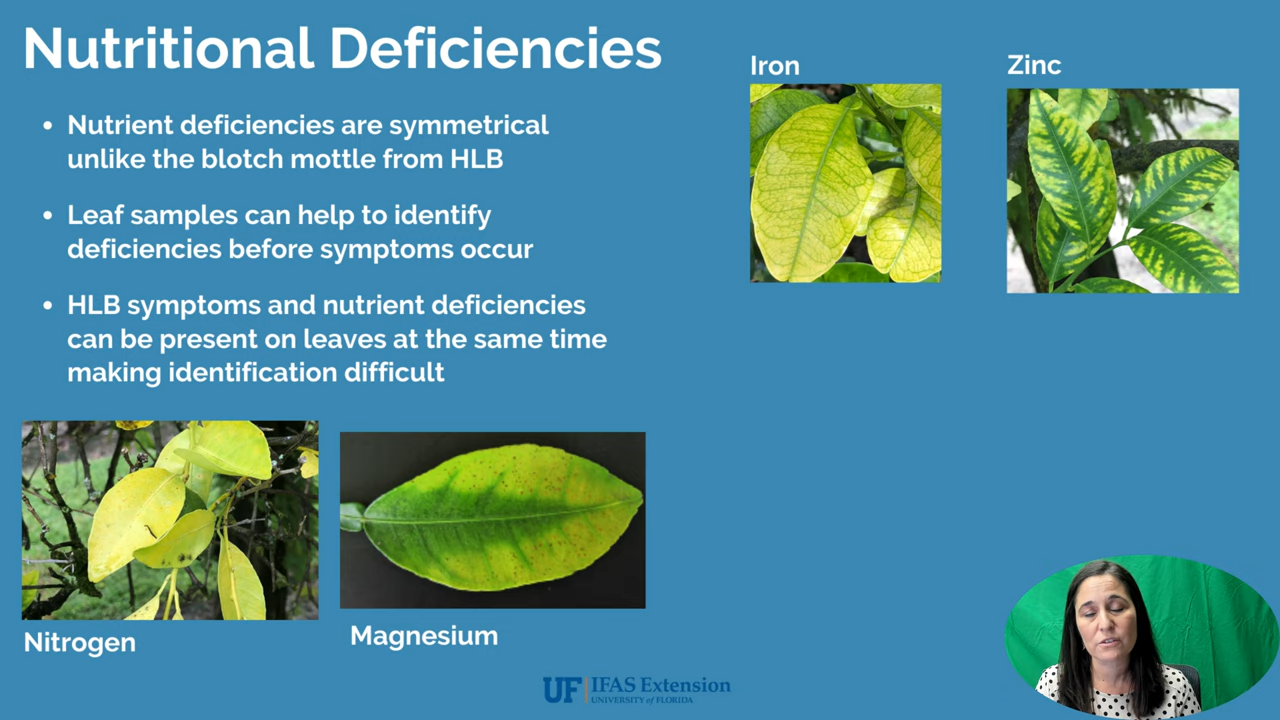 Nutritional Deficiencies
• Nutrient deficiencies are symmetrical
unlike the blotch mottle from HLB
• Leaf samples can help to identify
deficiencies before symptoms occur
• HLB symptoms and nutrient deficiencies
can be present on leaves at the same time
making identification difficult
Iron
Zinc
Nitrogen
Magnesium
UF IFAS Extension
UNIVERSITY of FLORIDA